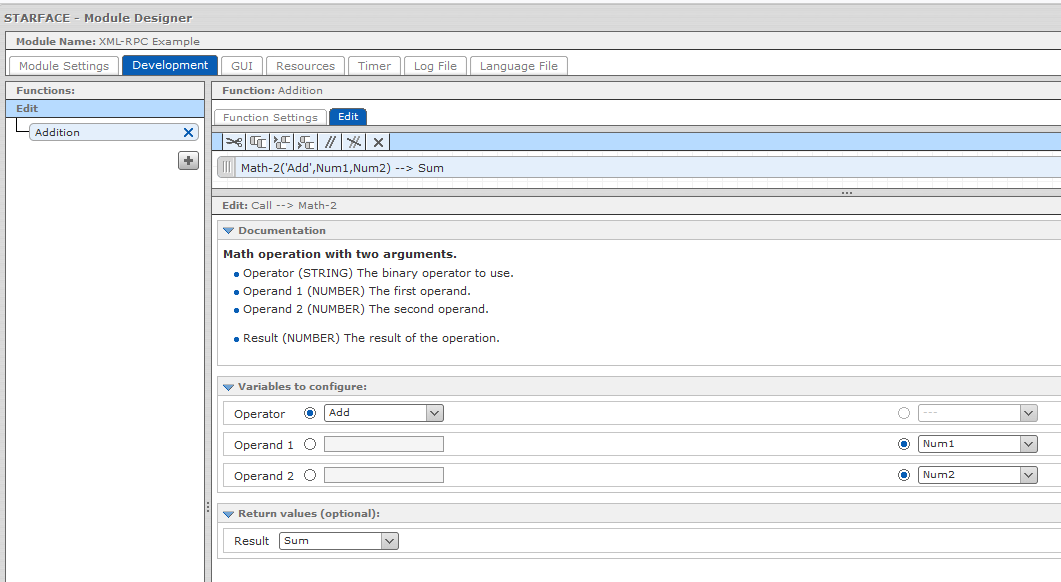 STARFACE - Module Designer
Module Name: XML-RPC Example
Module Settings Development GUI Resources Timer Log File Language File
Functions:
Edit
Addition
Function: Addition
Function Settings Edit
Math-2('Add',Num1,Num2) --> Sum
Edit: Call --> Math-2
Documentation
Math operation with two arguments.
Operator (STRING) The binary operator to use.
Operand 1 (NUMBER) The first operand.
Operand 2 (NUMBER) The second operand.
Result (NUMBER) The result of the operation.
Variables to configure:
Operator Add ---
Operand 1 Num1
Operand 2 Num2
Return values (optional):
Result Sum